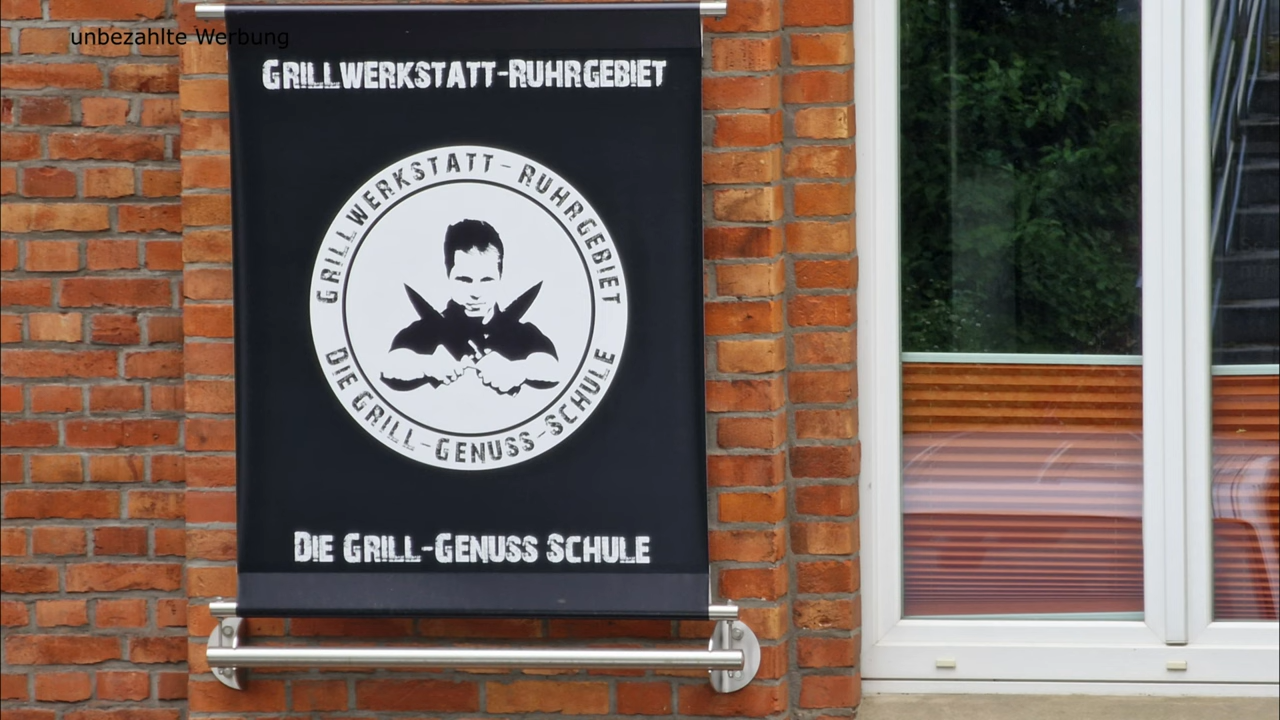 unbezahlte Werbung
GRILLWERKSTATT-RUHRGEBIET
GRILLWERKSTATT-RUHRGEBIET
DIE GRILL-GENUSS-SCHULE
DIE GRILL-GENUSS SCHULE